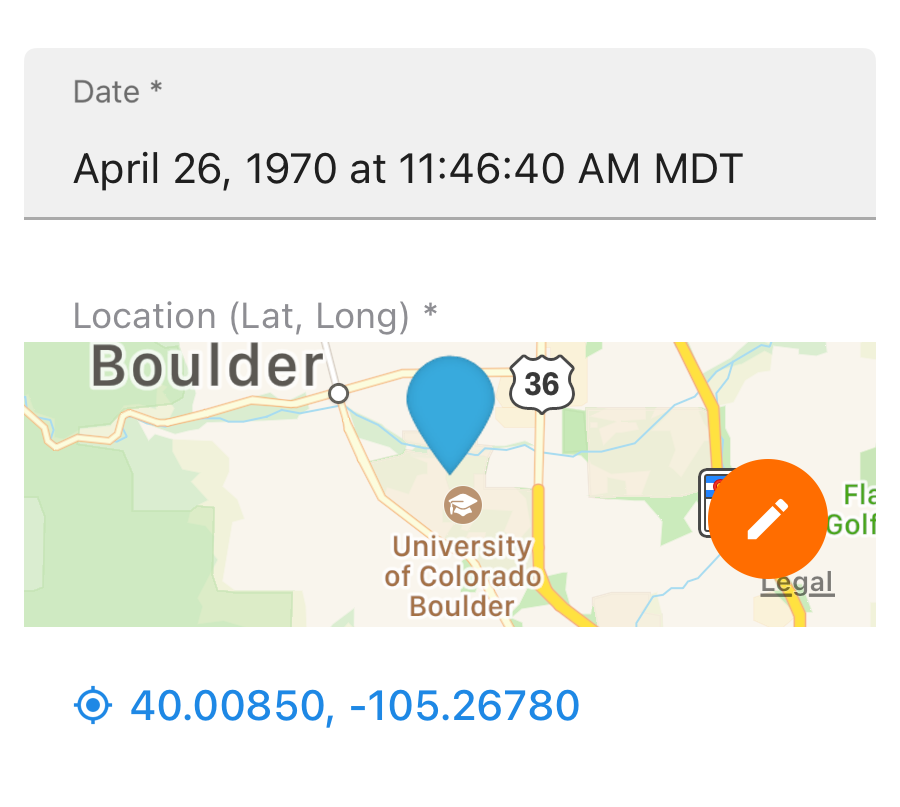 Date *
April 26, 1970 at 11:46:40 AM MDT
Location (Lat, Long) *
Boulder
36
Fla
Golf
University
of Colorado
Boulder
Legal
40.00850, -105.26780